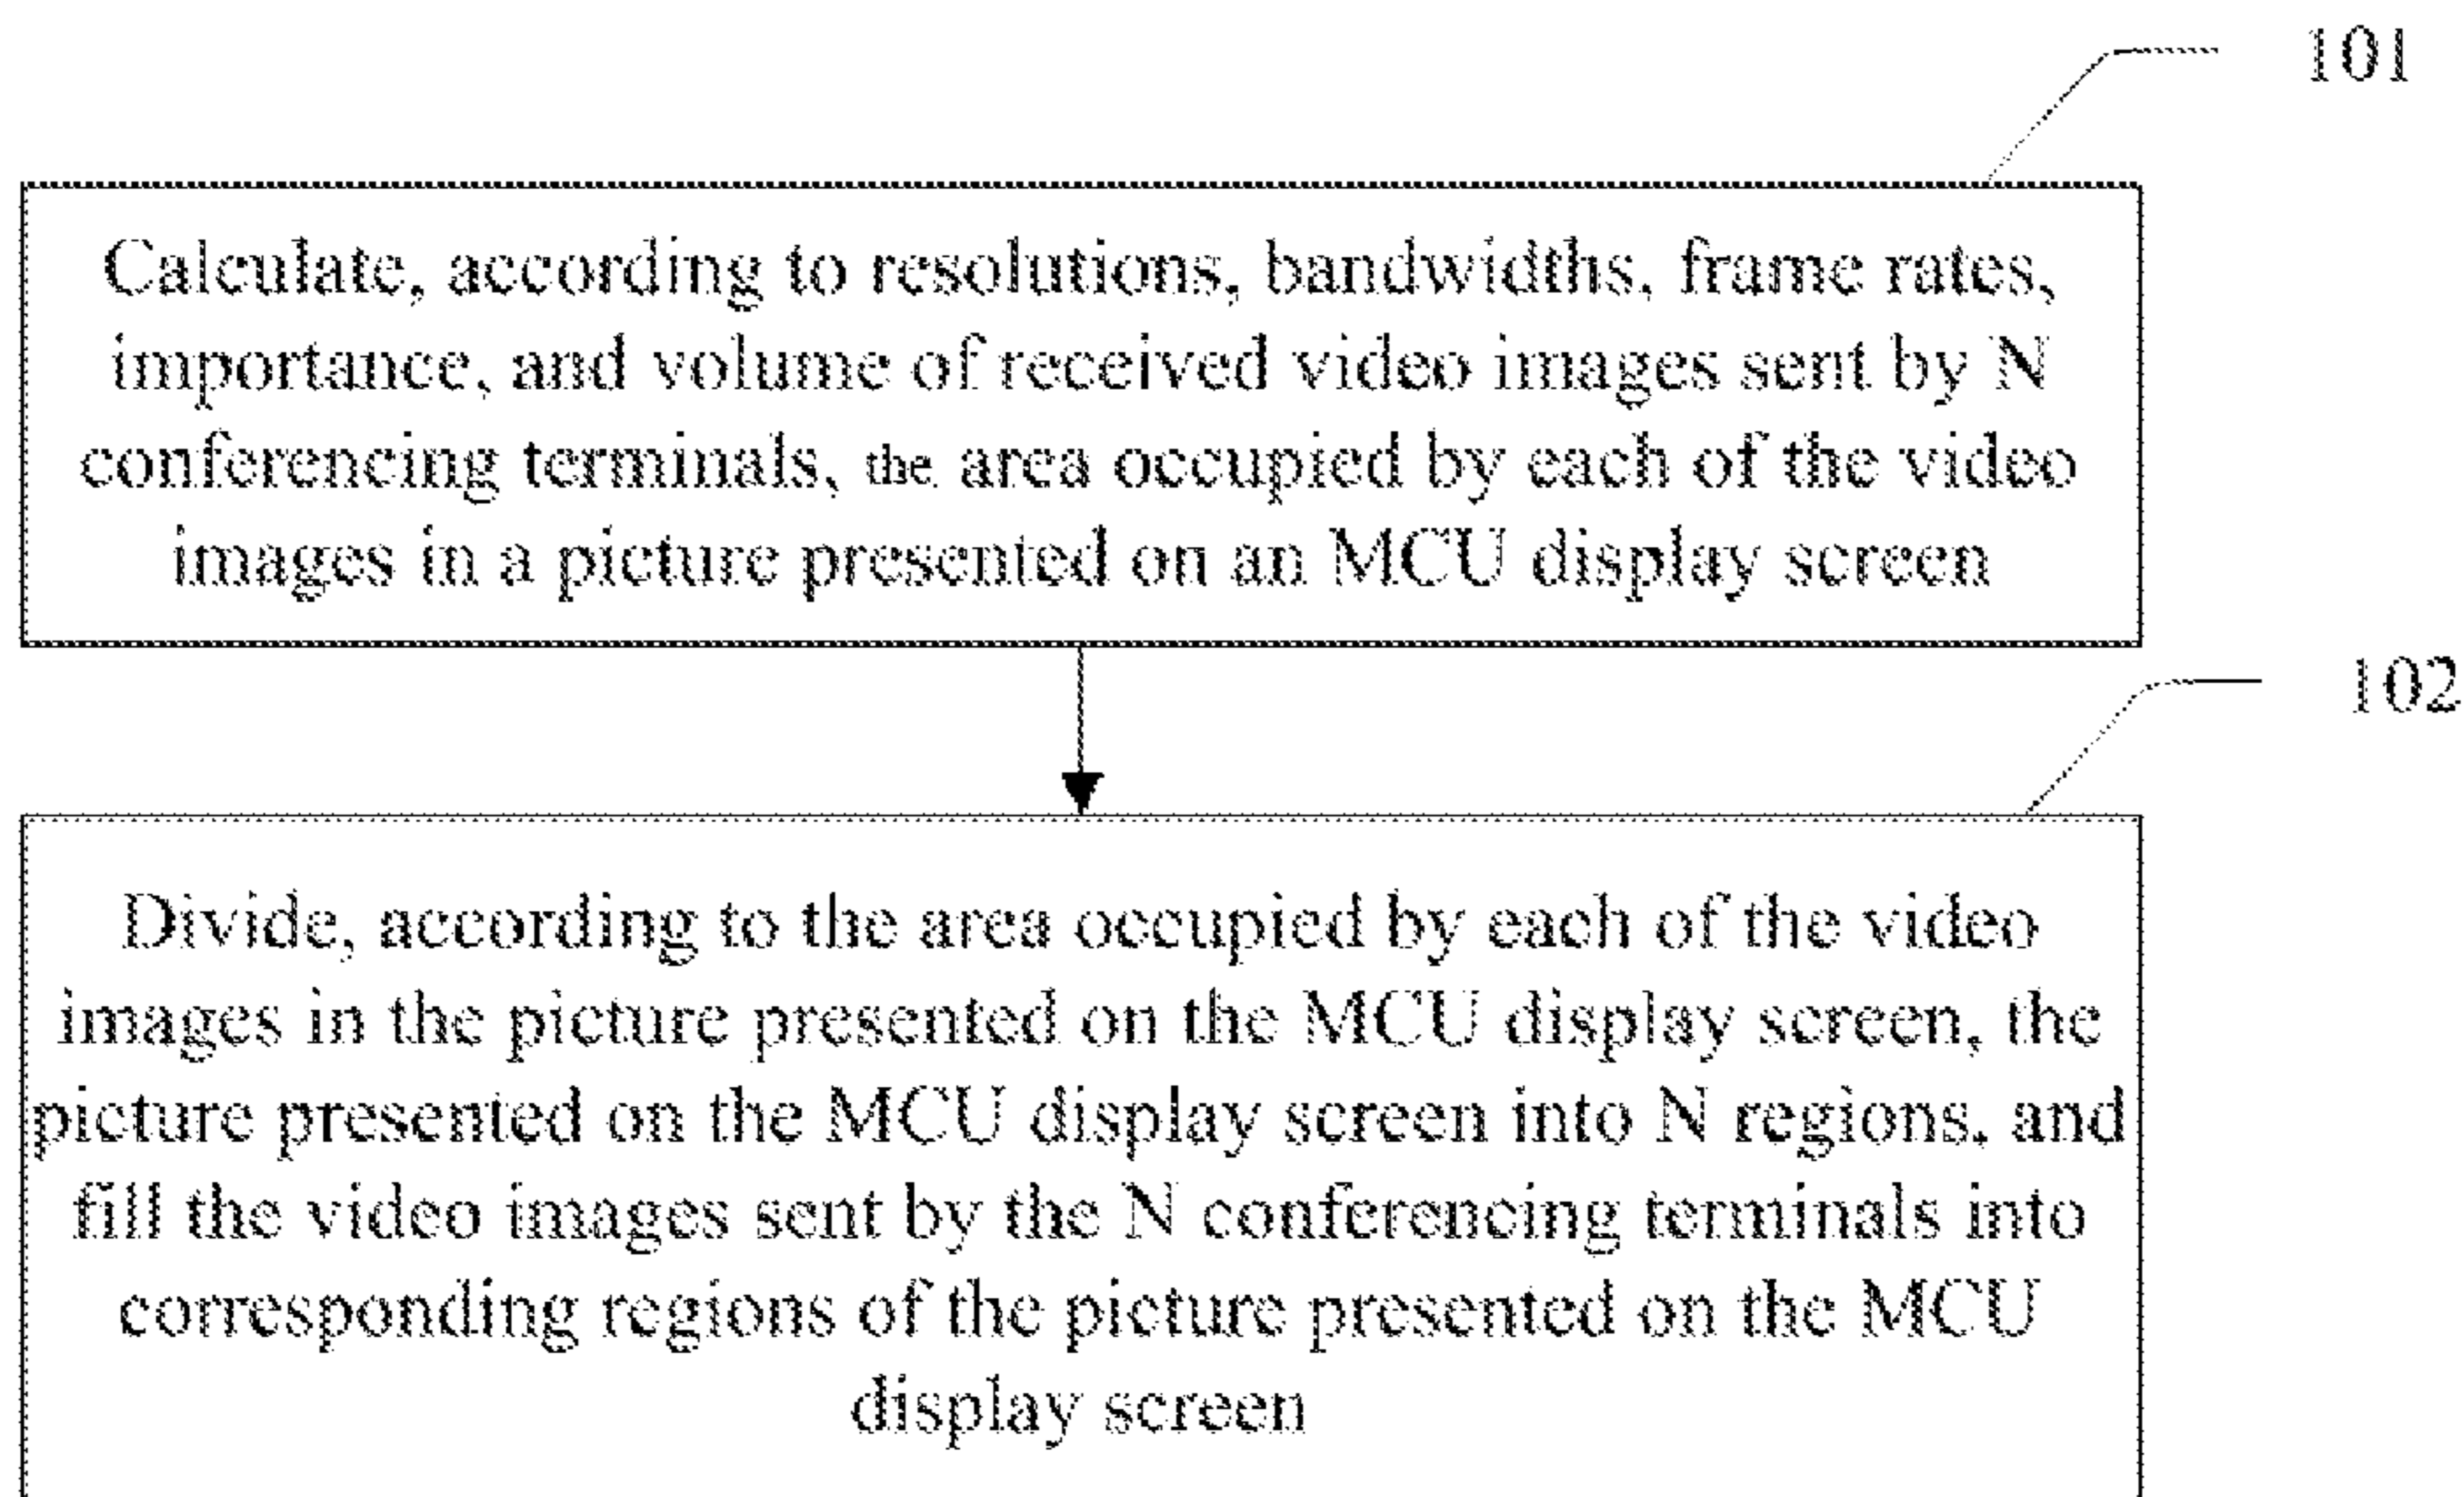 101
Calculate, according to resolutions, bandwidths, frame rates,
importance, and volume of received video images sent by N
conferencing terminals, the area occupied by each of the video
images in a picture presented on an MCU display screen
102
Divide, according to the area occupied by each of the video
images in the picture presented on the MCU display screen, the
picture presented on the MCU display screen into N regions, and
fill the video images sent by the N conferencing terminals into
corresponding regions of the picture presented on the MCU
display screen